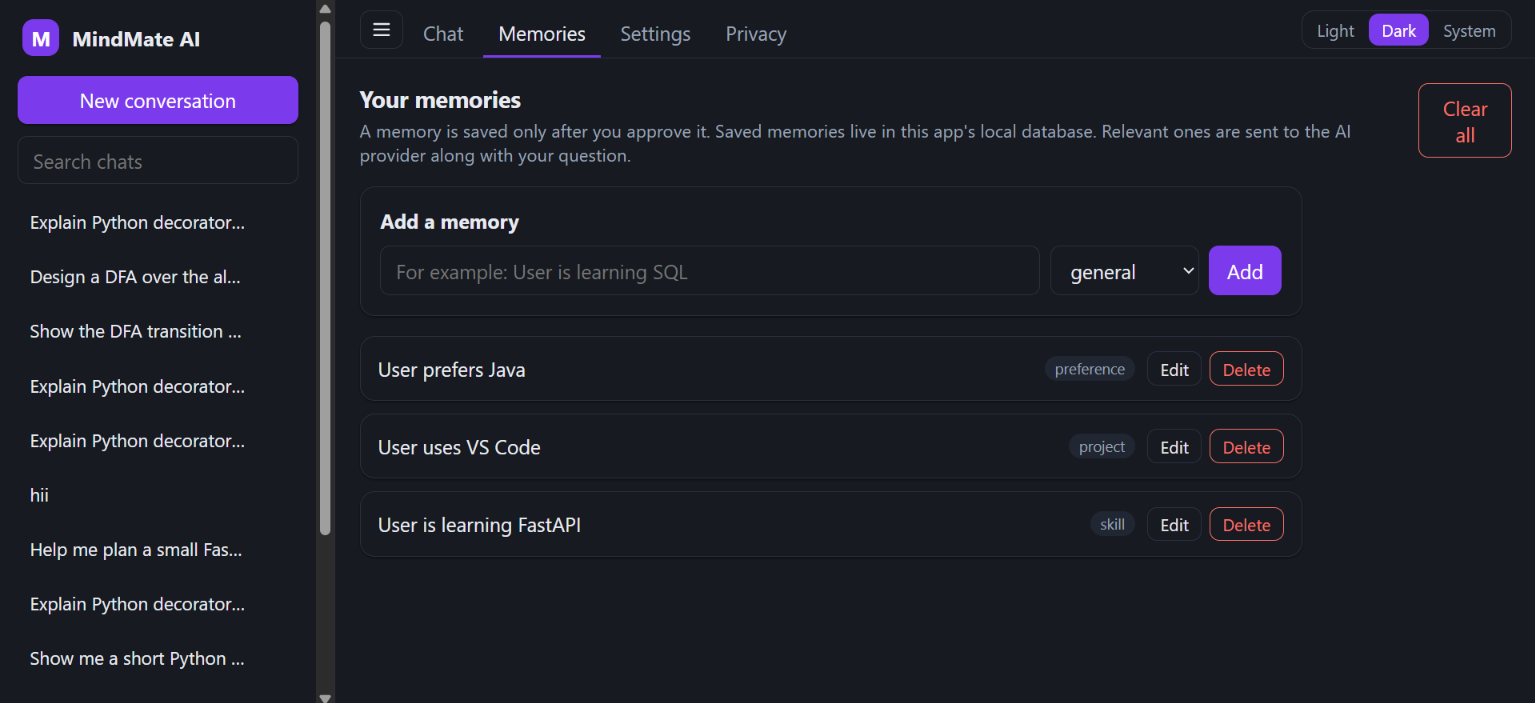 M MindMate AI
New conversation
Search chats
Explain Python decorator...
Design a DFA over the al...
Show the DFA transition ...
Explain Python decorator...
Explain Python decorator...
hii
Help me plan a small Fas...
Explain Python decorator...
Show me a short Python ...
Chat Memories Settings Privacy
Light Dark System
Your memories
A memory is saved only after you approve it. Saved memories live in this app's local database. Relevant ones are sent to the AI
provider along with your question.
Clear
all
Add a memory
For example: User is learning SQL general Add
User prefers Java preference Edit Delete
User uses VS Code project Edit Delete
User is learning FastAPI skill Edit Delete